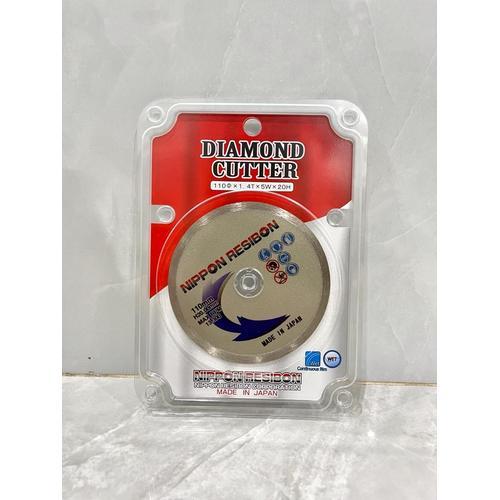 DIAMOND
CUTTER
110Φ×1.4T×5W×20H
NIPPON RESIBON
110mm
MADE IN JAPAN
Continuous Rim
WET
NIPPON RESIBON
NIPPON RESIBON CORPORATION
MADE IN JAPAN